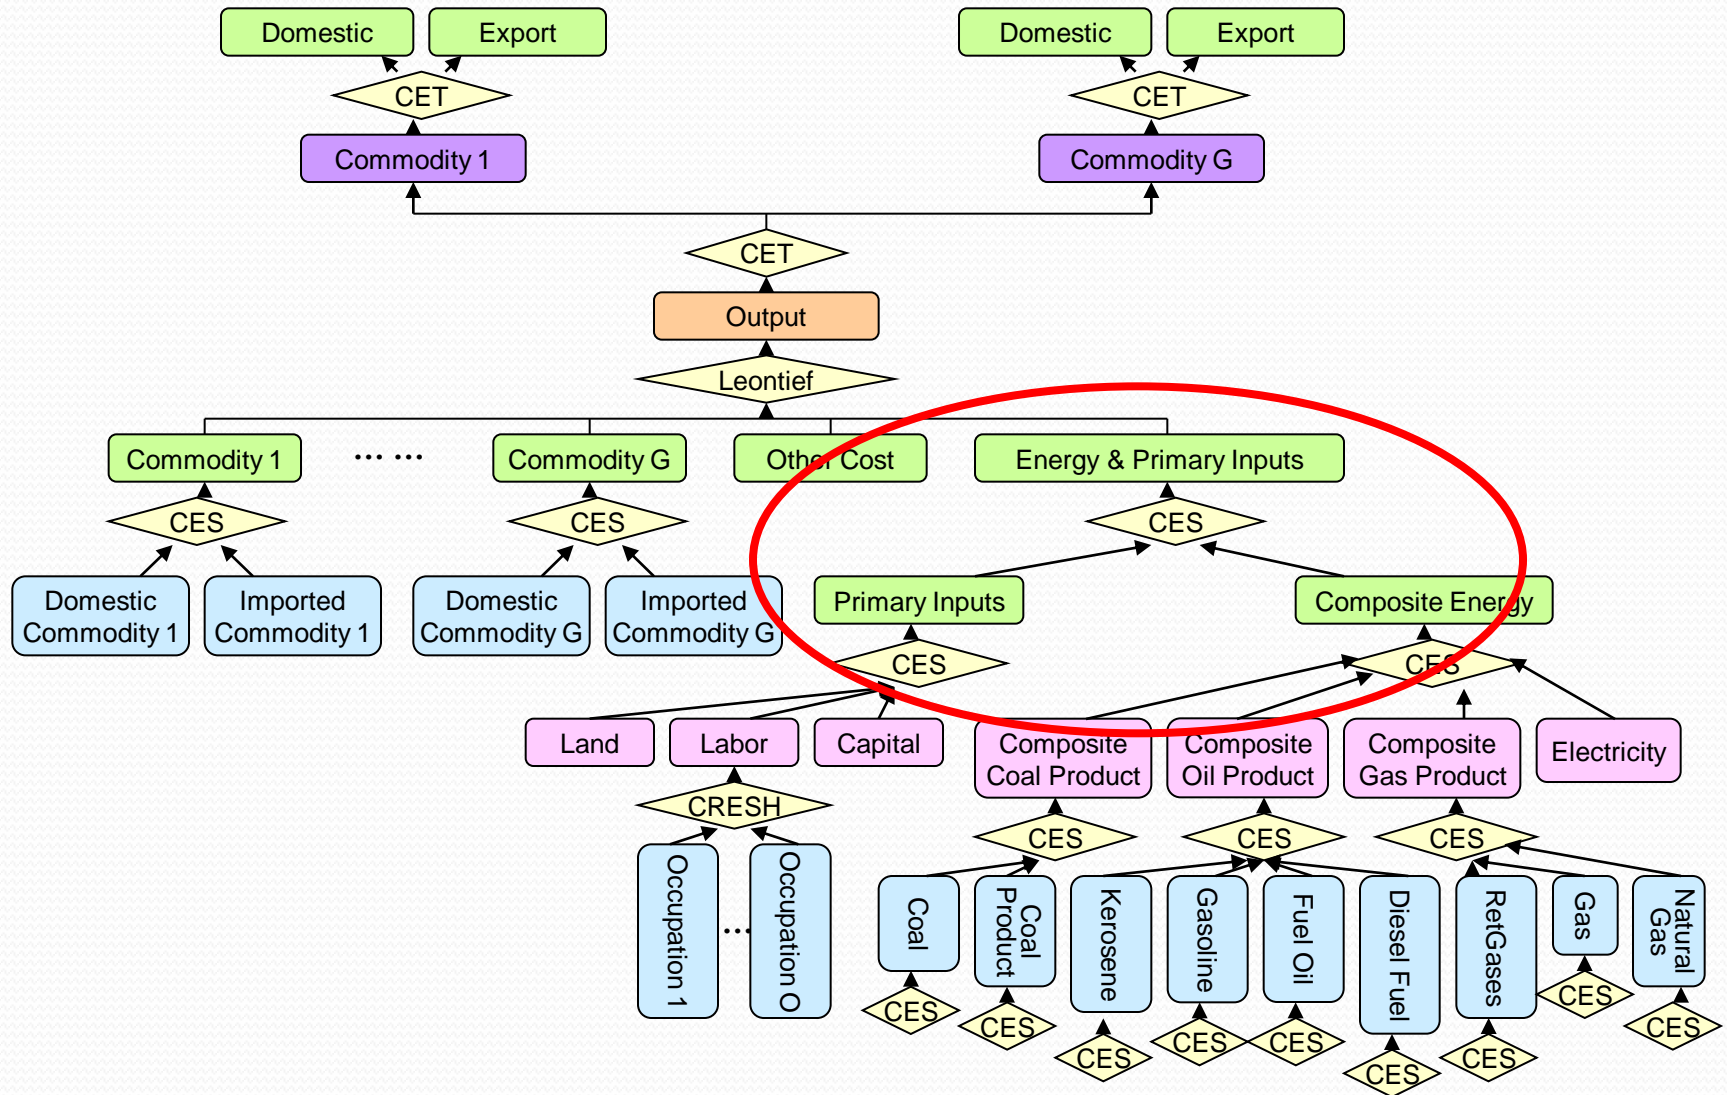 Domestic
Export
Domestic
Export
CET
CET
Commodity 1
Commodity G
CET
Output
Leontief
Commodity 1
... ...
Commodity G
Other Cost
Energy & Primary Inputs
CES
CES
CES
Domestic
Commodity 1
Imported
Commodity 1
Domestic
Commodity G
Imported
Commodity G
Primary Inputs
Composite Energy
CES
CES
Land
Labor
Capital
Composite
Coal Product
Composite
Oil Product
Composite
Gas Product
Electricity
CRESH
CES
CES
CES
Occupation 1
...
Occupation O
Coal
Coal
Product
Kerosene
Gasoline
Fuel Oil
Diesel Fuel
RetGases
Gas
Natural
Gas
CES
CES
CES
CES
CES
CES
CES
CES
CES